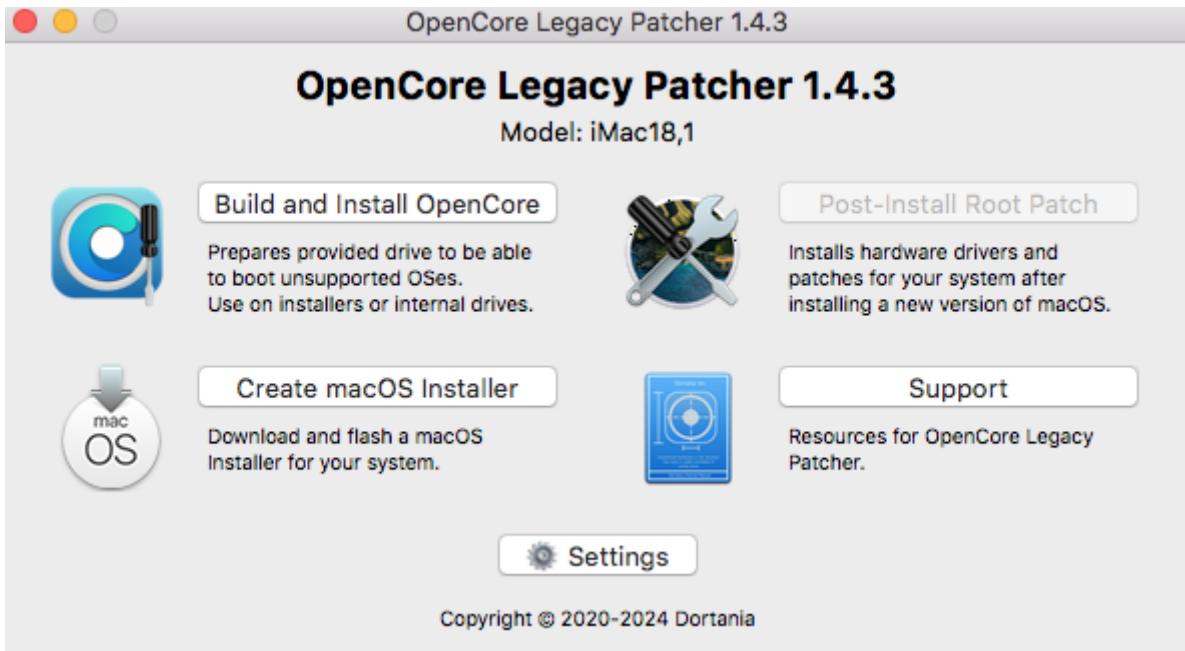 OpenCore Legacy Patcher 1.4.3
OpenCore Legacy Patcher 1.4.3
Model: iMac18,1
Build and Install OpenCore
Prepares provided drive to be able
to boot unsupported OSes.
Use on installers or internal drives.
Post-Install Root Patch
Installs hardware drivers and
patches for your system after
installing a new version of macOS.
mac
OS
Create macOS Installer
Download and flash a macOS
Installer for your system.
Support
Resources for OpenCore Legacy
Patcher.
Settings
Copyright © 2020-2024 Dortania